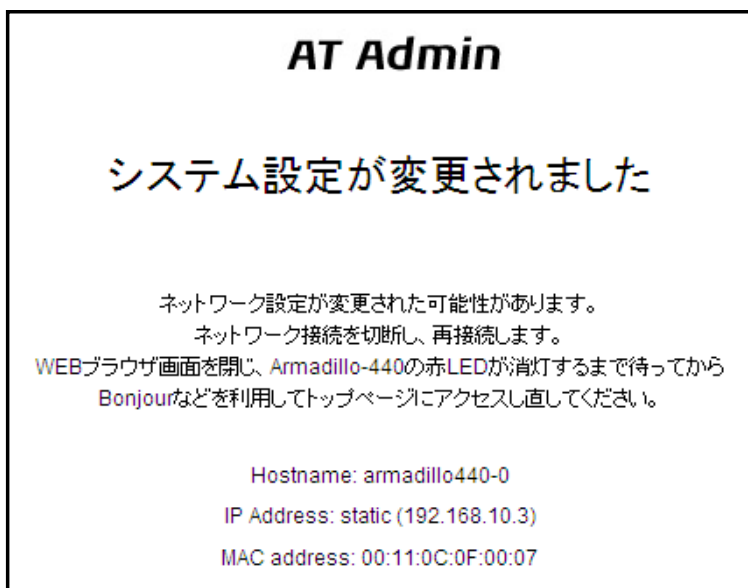 AT Admin
システム設定が変更されました
ネットワーク設定が変更された可能性があります。
ネットワーク接続を切断し、再接続します。
WEBブラウザ画面を閉じ、Armadillo-440の赤LEDが消灯するまで待ってから
Bonjourなどを利用してトップページにアクセスし直してください。
Hostname: armadillo440-0
IP Address: static (192.168.10.3)
MAC address: 00:11:0C:0F:00:07